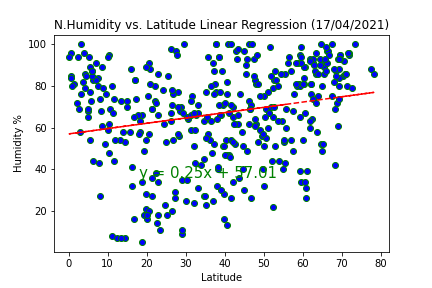 N.Humidity vs. Latitude Linear Regression (17/04/2021)
100
80
60
40
20
Humidity %
y = 0.25x + 57.01
0 10 20 30 40 50 60 70 80
Latitude